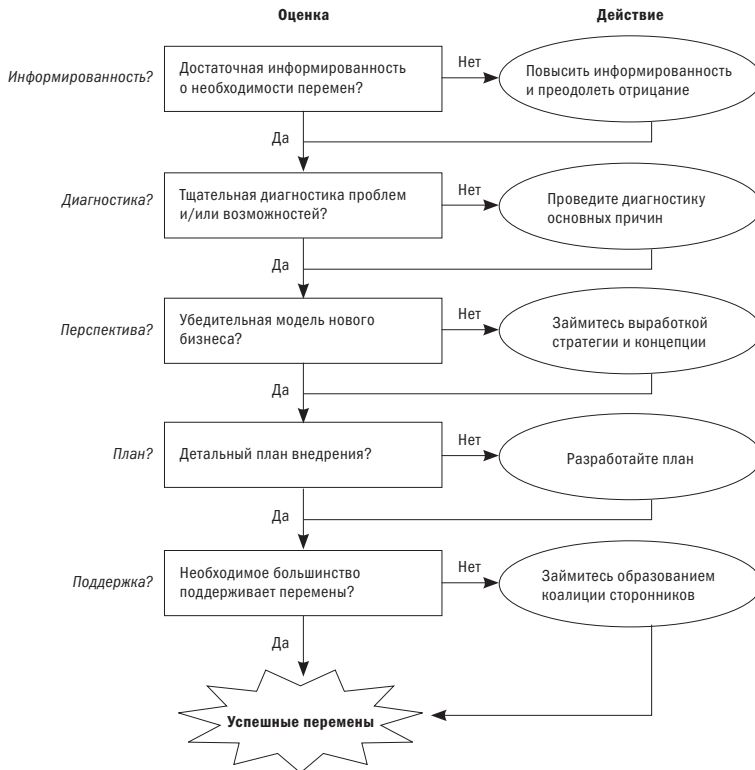 Оценка
Действие
Информированность?
Достаточная информированность
о необходимости перемен?
Нет
Повысить информированность
и преодолеть отрицание
Да
Диагностика?
Тщательная диагностика проблем
и/или возможностей?
Нет
Проведите диагностику
основных причин
Да
Перспектива?
Убедительная модель нового
бизнеса?
Нет
Займитесь выработкой
стратегии и концепции
Да
План?
Детальный план внедрения?
Нет
Разработайте план
Да
Поддержка?
Необходимое большинство
поддерживает перемены?
Нет
Займитесь образованием
коалиции сторонников
Да
Успешные перемены